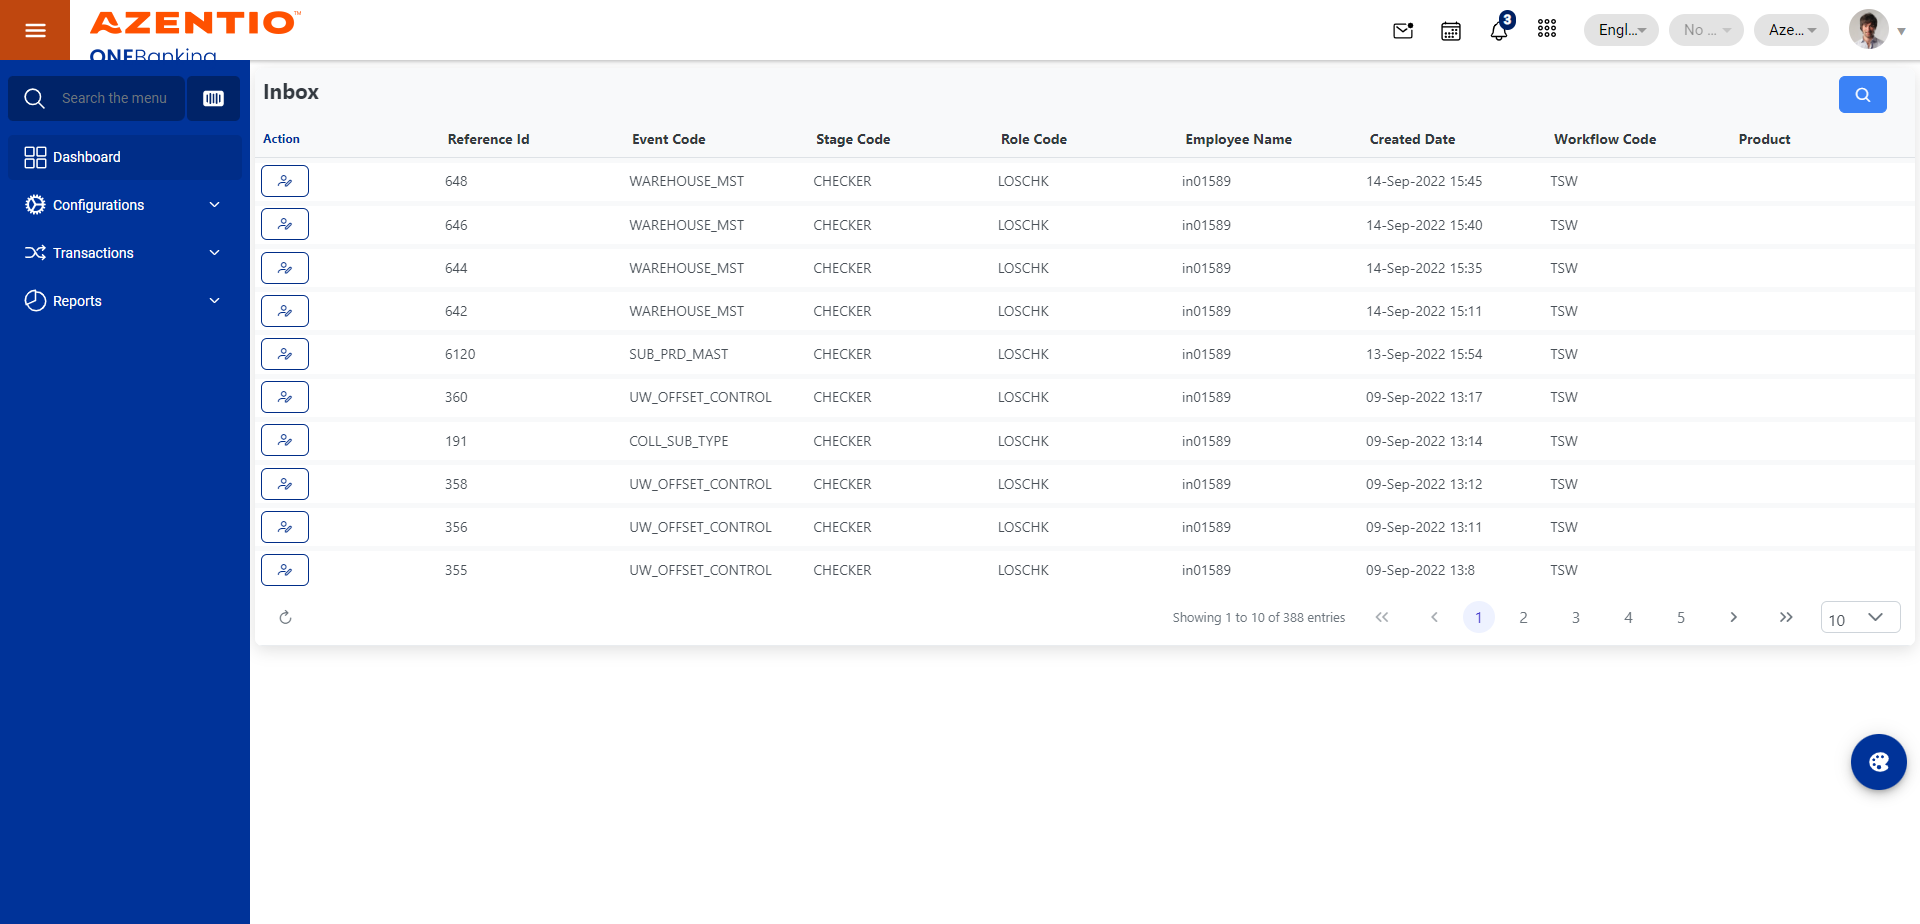 AZENTIO™
ONEBanking
3
Engl...
No ...
Aze...
Search the menu
Dashboard
Configurations
Transactions
Reports
Inbox
Action Reference Id Event Code Stage Code Role Code Employee Name Created Date Workflow Code Product
648 WAREHOUSE_MST CHECKER LOSCHK in01589 14-Sep-2022 15:45 TSW
646 WAREHOUSE_MST CHECKER LOSCHK in01589 14-Sep-2022 15:40 TSW
644 WAREHOUSE_MST CHECKER LOSCHK in01589 14-Sep-2022 15:35 TSW
642 WAREHOUSE_MST CHECKER LOSCHK in01589 14-Sep-2022 15:11 TSW
6120 SUB_PRD_MAST CHECKER LOSCHK in01589 13-Sep-2022 15:54 TSW
360 UW_OFFSET_CONTROL CHECKER LOSCHK in01589 09-Sep-2022 13:17 TSW
191 COLL_SUB_TYPE CHECKER LOSCHK in01589 09-Sep-2022 13:14 TSW
358 UW_OFFSET_CONTROL CHECKER LOSCHK in01589 09-Sep-2022 13:12 TSW
356 UW_OFFSET_CONTROL CHECKER LOSCHK in01589 09-Sep-2022 13:11 TSW
355 UW_OFFSET_CONTROL CHECKER LOSCHK in01589 09-Sep-2022 13:8 TSW
Showing 1 to 10 of 388 entries 1 2 3 4 5 10